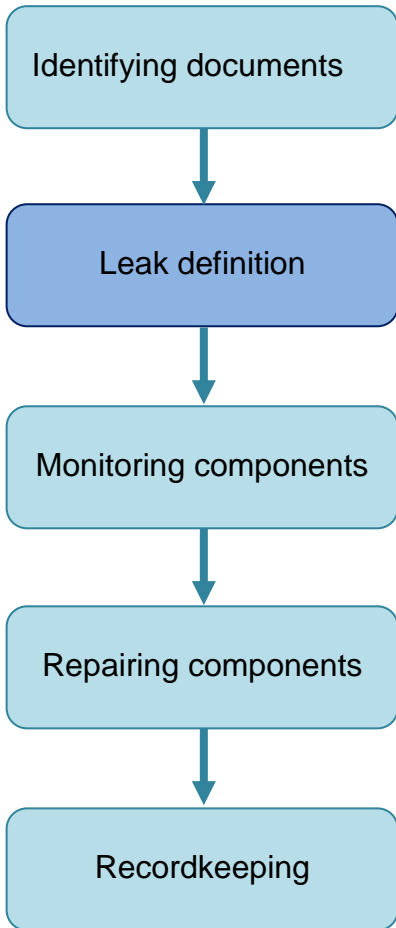 Identifying documents
Leak definition
Monitoring components
Repairing components
Recordkeeping